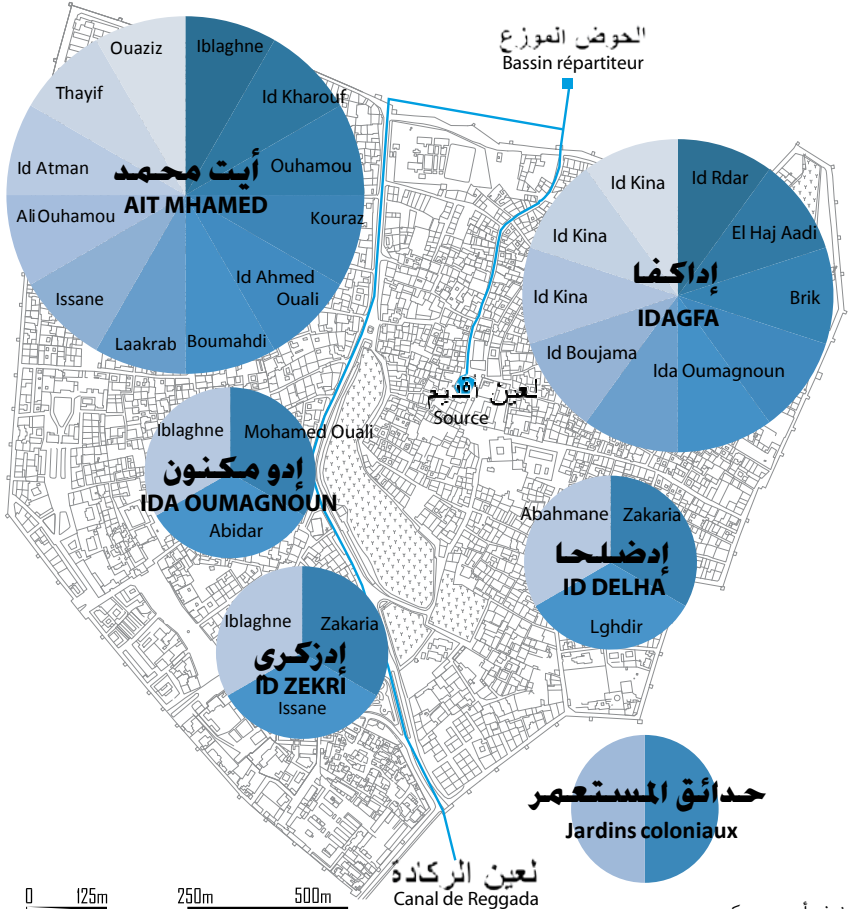 الحوض الموزع
Bassin répartiteur
Ouaziz
Iblaghne
Thayif
Id Kharouf
Id Atman
Ouhamou
أيت محمد
AIT MHAMED
AliOuhamou
Kouraz
Issane
Id Ahmed
Ouali
Laakrab
Boumahdi
Id Kina
Id Rdar
Id Kina
El Haj Aadi
إداكفا
IDAGFA
Id Kina
Brik
Id Boujama
Ida Oumagnoun
لعين أقديم
Source
Iblaghne
Mohamed Ouali
إدو مكنون
IDA OUMAGNOUN
Abidar
Abahmane
Zakaria
إدضلحا
ID DELHA
Lghdir
Iblaghne
Zakaria
إدزكري
ID ZEKRI
Issane
حدائق المستعمر
Jardins coloniaux
لعين الركادة
Canal de Reggada
0 125m 250m 500m